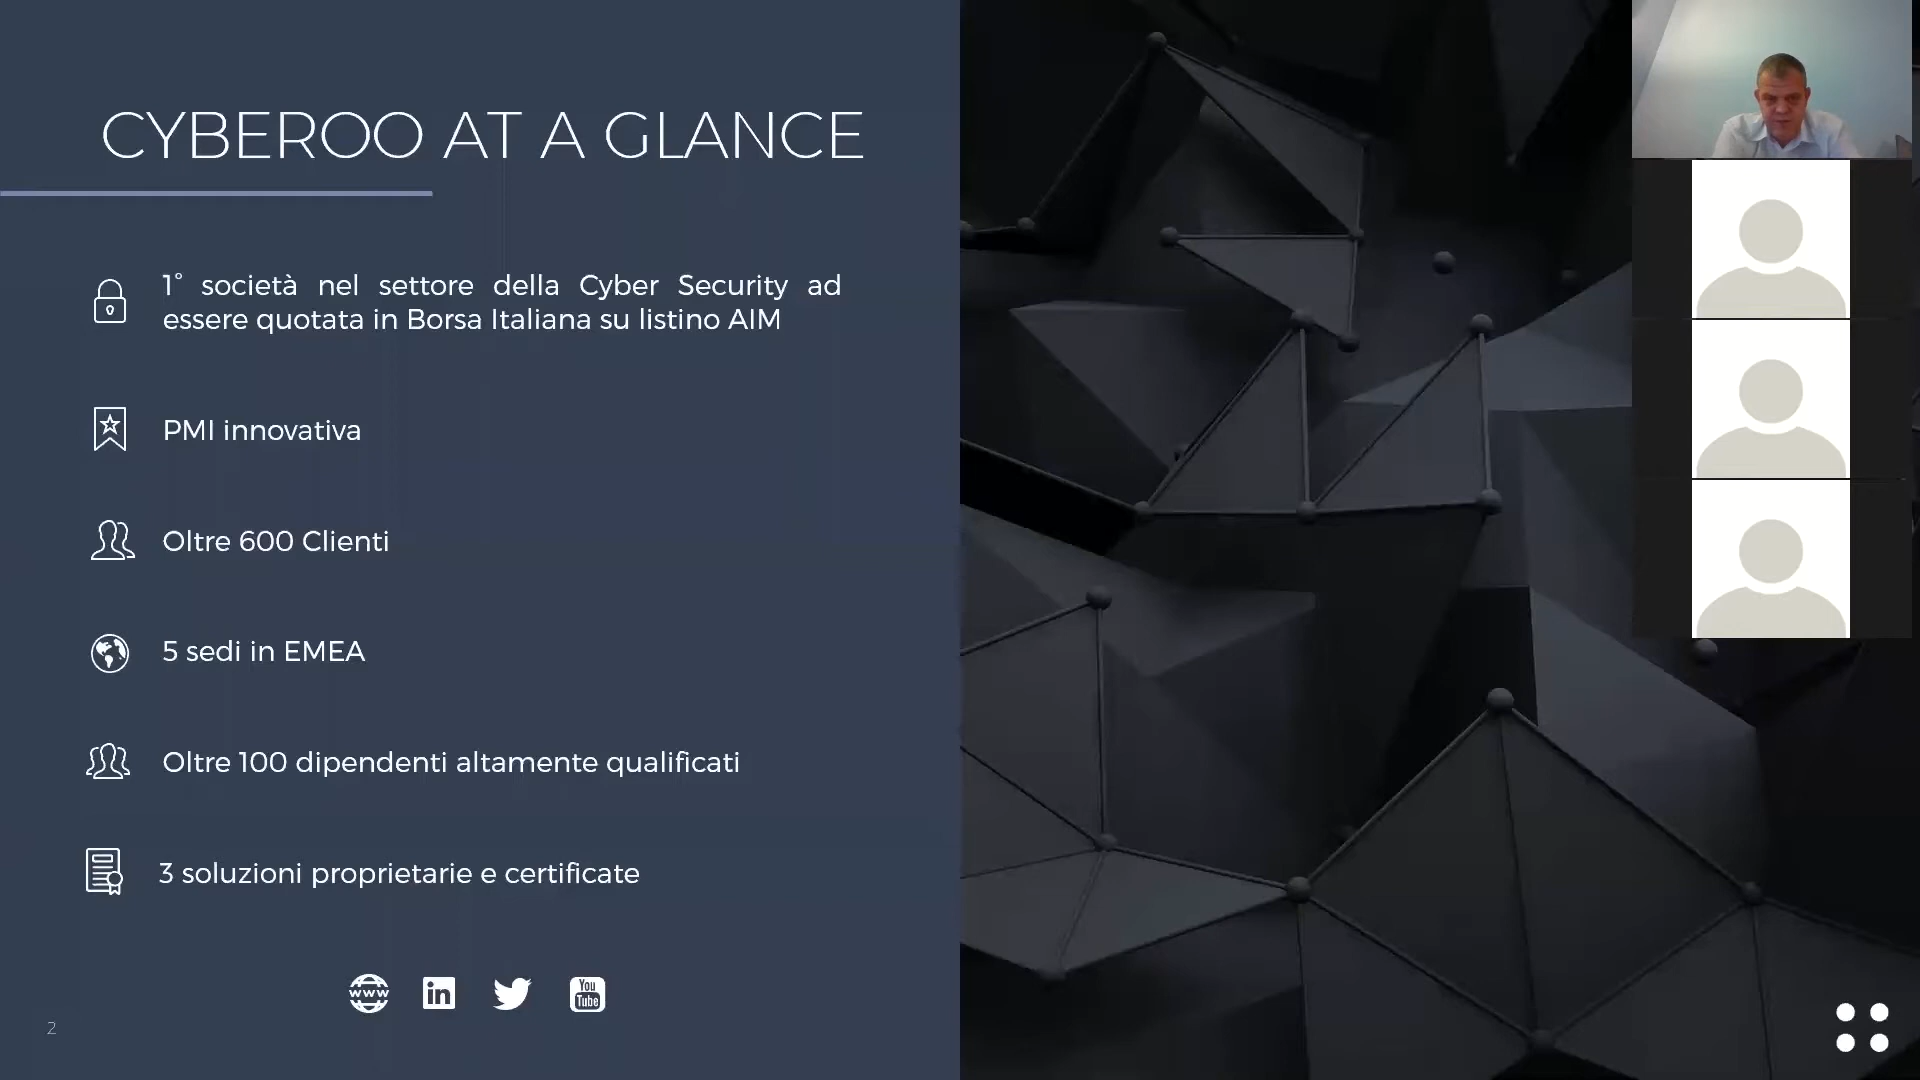 CYBEROO AT A GLANCE
1° società nel settore della Cyber Security ad
essere quotata in Borsa Italiana su listino AIM
PMI innovativa
Oltre 600 Clienti
5 sedi in EMEA
Oltre 100 dipendenti altamente qualificati
3 soluzioni proprietarie e certificate
www in You Tube
2